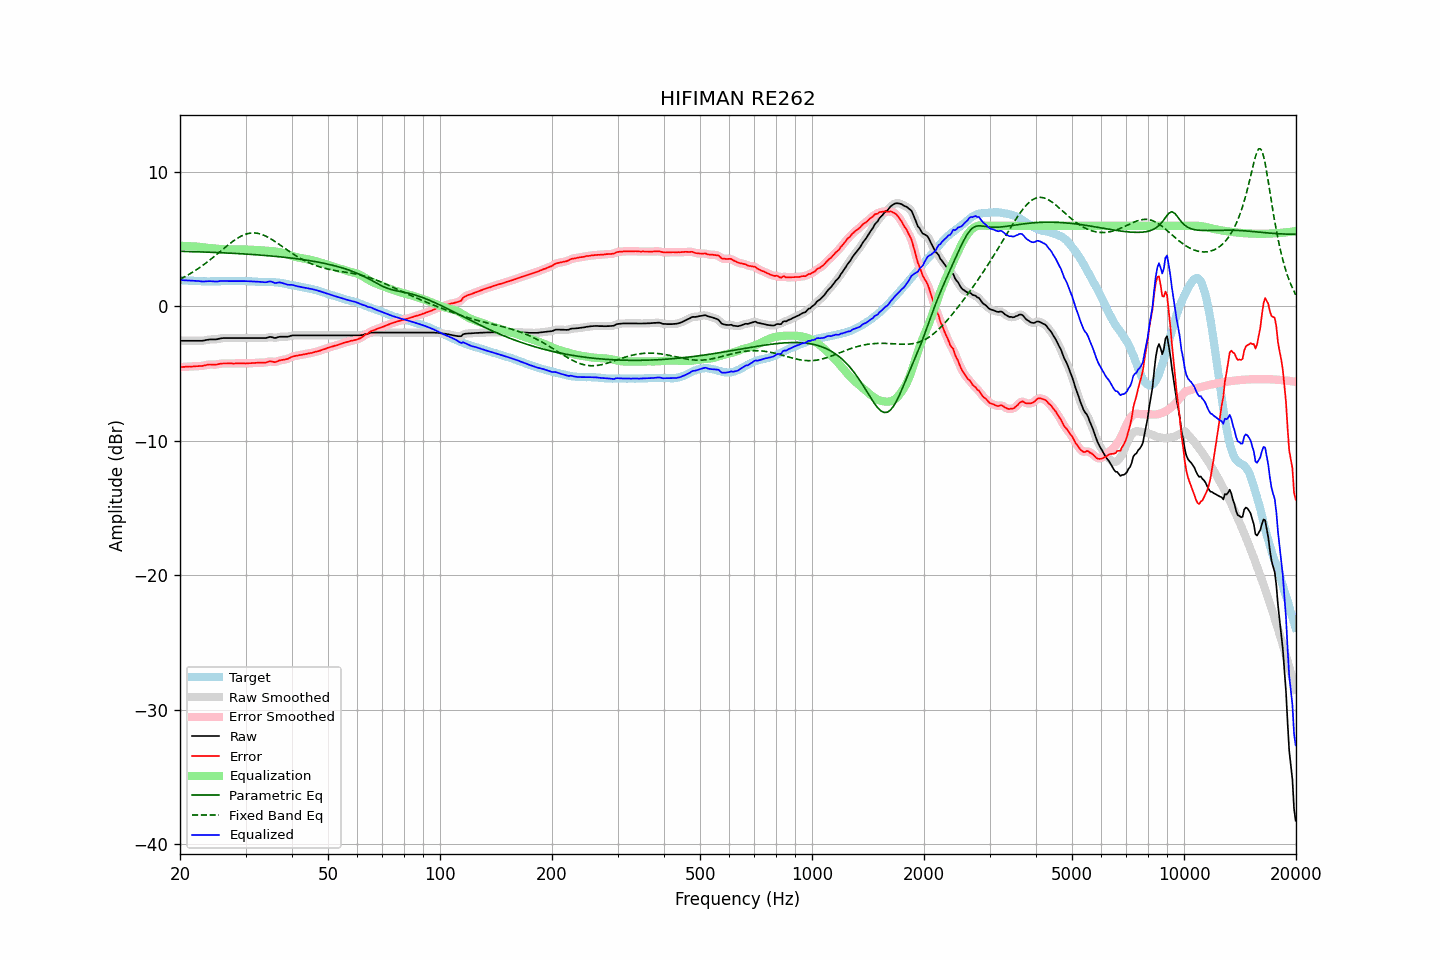 HIFIMAN RE262
Amplitude (dBr)
10
0
−10
−20
−30
−40
Target
Raw Smoothed
Error Smoothed
Raw
Error
Equalization
Parametric Eq
Fixed Band Eq
Equalized
20 50 100 200 500 1000 2000 5000 10000 20000
Frequency (Hz)